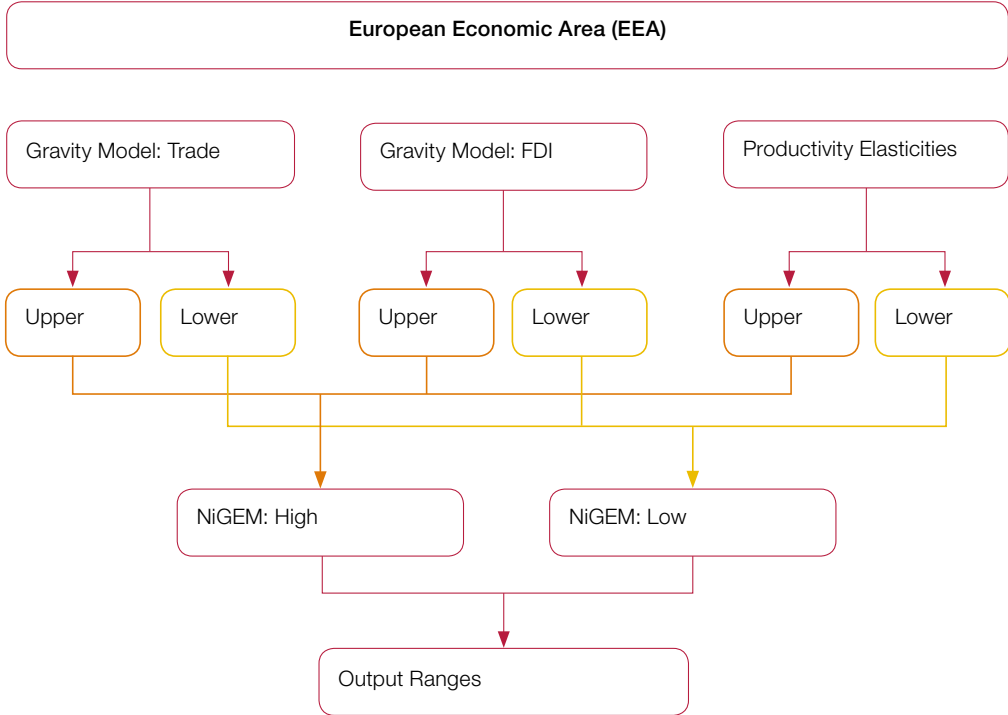 European Economic Area (EEA)
Gravity Model: Trade
Gravity Model: FDI
Productivity Elasticities
Upper
Lower
Upper
Lower
Upper
Lower
NiGEM: High
NiGEM: Low
Output Ranges